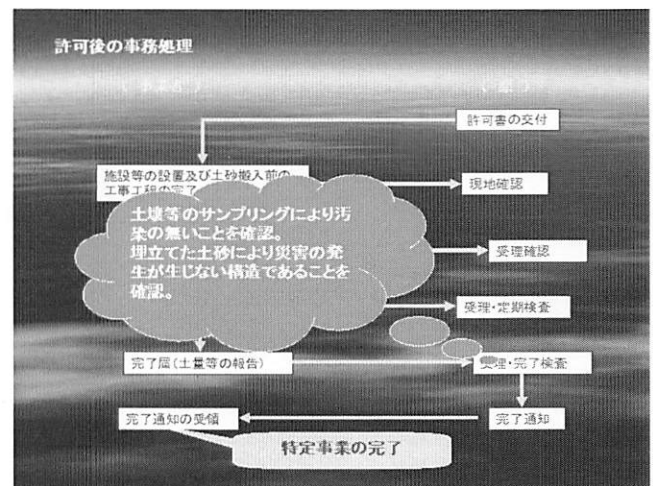 許可後の事務処理
許可書の交付
施設等の設置及び土砂搬入前の
工事工程の完了
現地確認
土壌等のサンプリングにより汚
染の無いことを確認。
埋立てた土砂により災害の発
生が生じない構造であることを
確認。
受理確認
受理・定期検査
完了届(土量等の報告)
受理・完了検査
完了通知の受領
完了通知
特定事業の完了